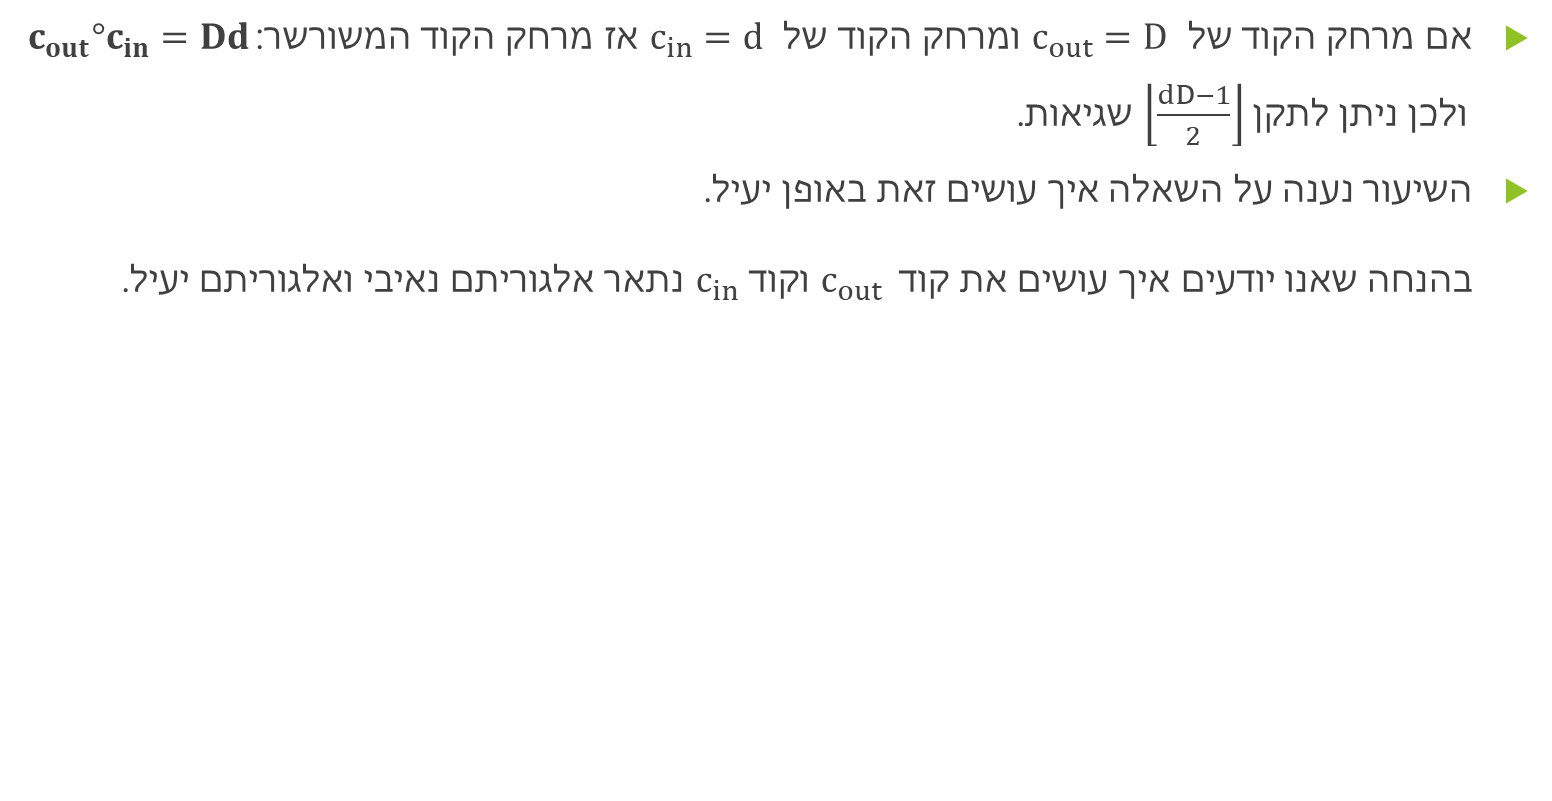 אם מרחק הקוד של c_out = D ומרחק הקוד של c_in = d אז מרחק הקוד המשורשר: c_out°c_in = Dd
ולכן ניתן לתקן ⌊(dD−1)/2⌋ שגיאות.
השיעור נענה על השאלה איך עושים זאת באופן יעיל.
בהנחה שאנו יודעים איך עושים את קוד c_out וקוד c_in נתאר אלגוריתם נאיבי ואלגוריתם יעיל.